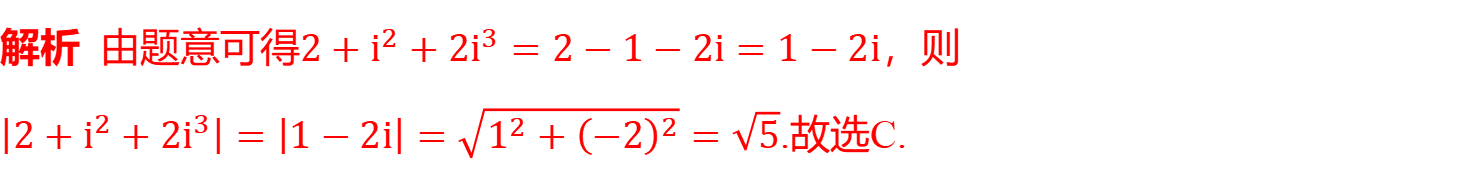 解析 由题意可得2 + i² + 2i³ = 2 − 1 − 2i = 1 − 2i，则
|2 + i² + 2i³| = |1 − 2i| = √(1² + (−2)²) = √5.故选C.